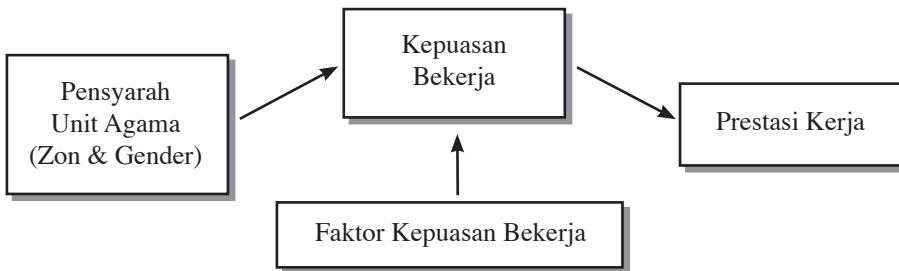 Pensyarah
Unit Agama
(Zon & Gender)
Kepuasan
Bekerja
Prestasi Kerja
Faktor Kepuasan Bekerja